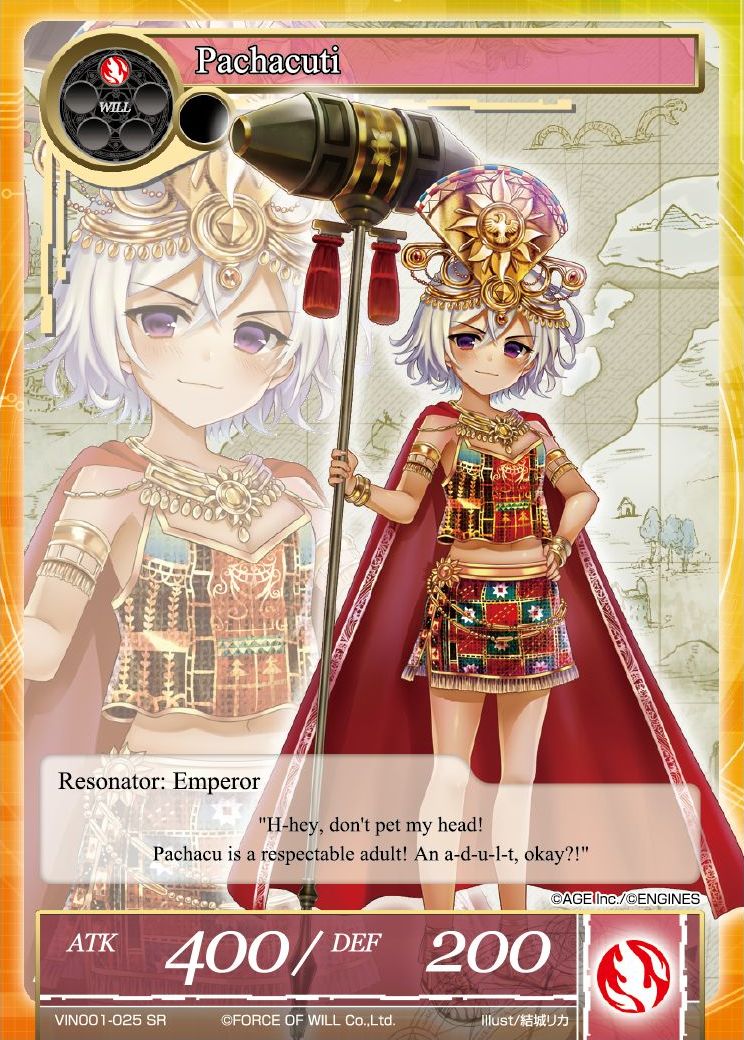 Pachacuti
WILL
Resonator: Emperor
"H-hey, don't pet my head!
Pachacu is a respectable adult! An a-d-u-l-t, okay?!"
©AGE Inc./©ENGINES
ATK 400/ DEF 200
VIN001-025 SR ©FORCE OF WILL Co.,Ltd. Illust/結城リカ